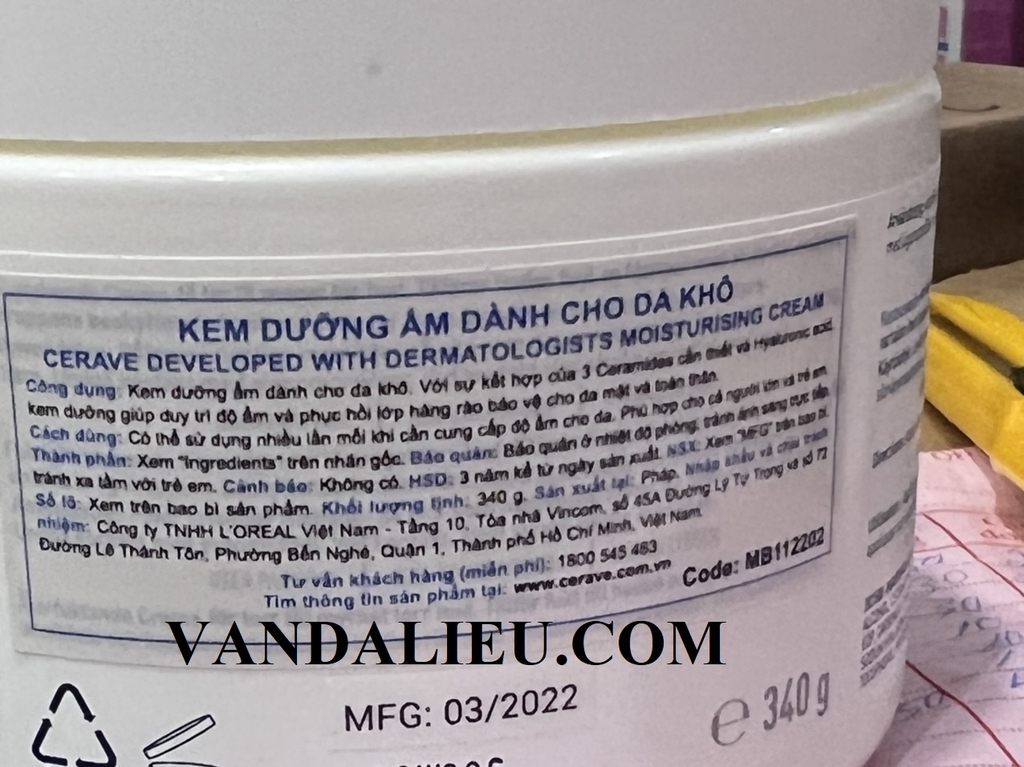 KEM DƯỠNG ẨM DÀNH CHO DA KHÔ
CERAVE DEVELOPED WITH DERMATOLOGISTS MOISTURISING CREAM
Công dụng: Kem dưỡng ẩm dành cho da khô. Với sự kết hợp của 3 Ceramides cần thiết và Hyaluronic acid,
kem dưỡng giúp duy trì độ ẩm và phục hồi lớp hàng rào bảo vệ cho da mặt và toàn thân.
Cách dùng: Có thể sử dụng nhiều lần mỗi khi cần cung cấp độ ẩm cho da. Phù hợp cho cả người lớn và trẻ em.
Thành phần: Xem "ingredients" trên nhãn gốc. Bảo quản: Bảo quản ở nhiệt độ phòng, tránh ánh sáng trực tiếp,
tránh xa tầm với trẻ em. Cảnh báo: Không có. HSD: 3 năm kể từ ngày sản xuất. NSX: Xem "MFG" trên bao bì.
Số lô: Xem trên bao bì sản phẩm. Khối lượng tịnh: 340 g. Sản xuất tại: Pháp. Nhập khẩu và chịu trách
nhiệm: Công ty TNHH L'OREAL Việt Nam - Tầng 10, Tòa nhà Vincom, số 45A Đường Lý Tự Trọng và số 72
Đường Lê Thánh Tôn, Phường Bến Nghé, Quận 1, Thành phố Hồ Chí Minh, Việt Nam.
Tư vấn khách hàng (miễn phí): 1800 545 463
Tìm thông tin sản phẩm tại: www.cerave.com.vn
Code: MB112202
VANDALIEU.COM
MFG: 03/2022
e 340 g